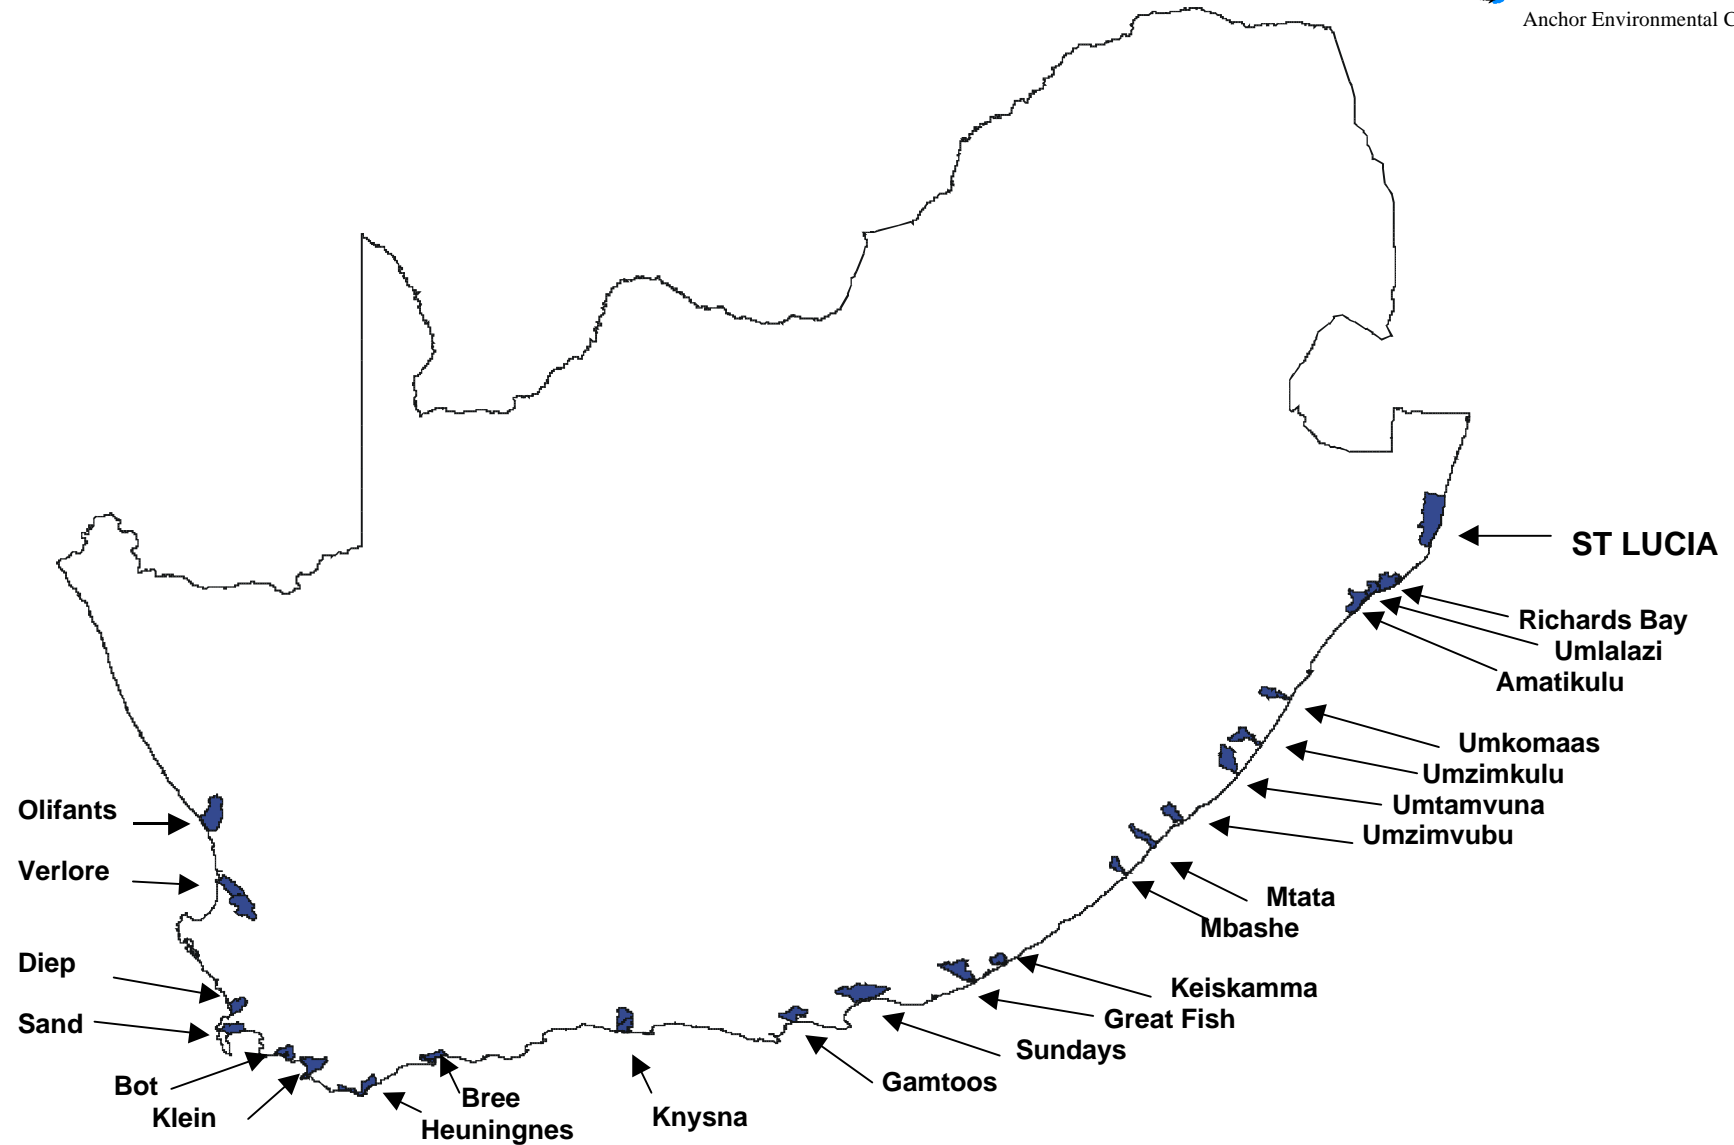 Anchor Environmental C
ST LUCIA
Richards Bay
Umlalazi
Amatikulu
Umkomaas
Umzimkulu
Umtamvuna
Umzimvubu
Mtata
Mbashe
Keiskamma
Great Fish
Sundays
Gamtoos
Knysna
Bree
Heuningnes
Klein
Bot
Sand
Diep
Verlore
Olifants